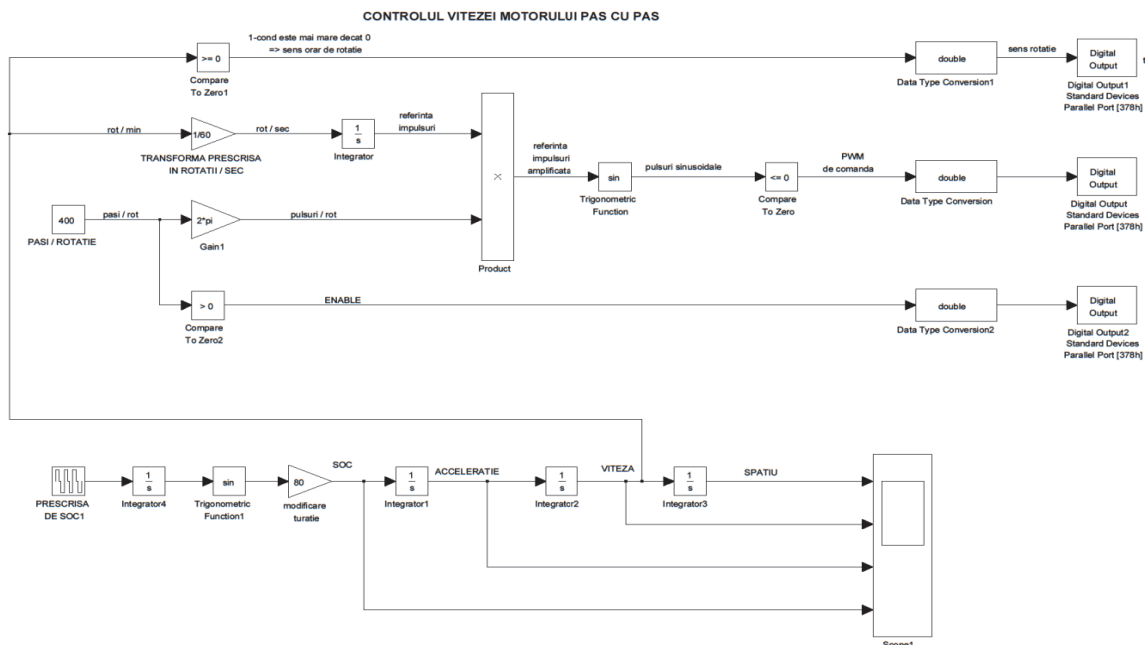 CONTROLUL VITEZEI MOTORULUI PAS CU PAS
1-cond este mai mare decat 0
=> sens orar de rotatie
>= 0
Compare
To Zero1
double
Data Type Conversion1
sens rotatie
Digital
Output
Digital Output1
Standard Devices
Parallel Port [378h]
t
rot / min
1/60
TRANSFORMA PRESCRISA
IN ROTATII / SEC
rot / sec
1
s
Integrator
referinta
impulsuri
X
Product
referinta
impulsuri
amplificata
sin
Trigonometric
Function
pulsuri sinusoidale
<= 0
Compare
To Zero
PWM
de comanda
double
Data Type Conversion
Digital
Output
Digital Output
Standard Devices
Parallel Port [378h]
400
PASI / ROTATIE
pasi / rot
2*pi
Gain1
pulsuri / rot
> 0
Compare
To Zero2
ENABLE
double
Data Type Conversion2
Digital
Output
Digital Output2
Standard Devices
Parallel Port [378h]
PRESCRISA
DE SOC1
1
s
Integrator4
sin
Trigonometric
Function1
80
modificare
turatie
SOC
1
s
Integrator1
ACCELERATIE
1
s
Integrator2
VITEZA
1
s
Integrator3
SPATIU
Scope1